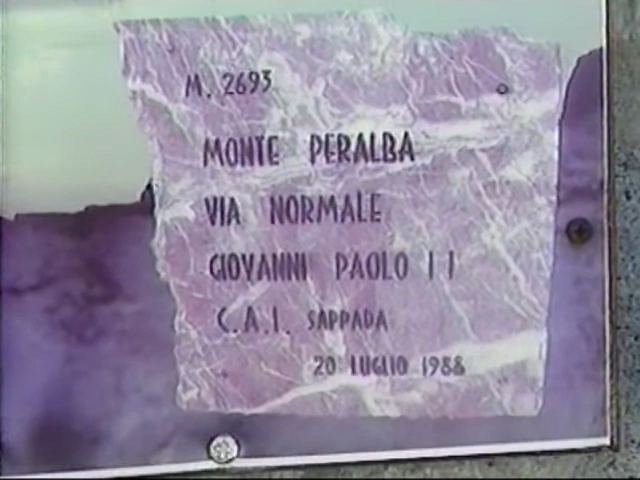 M. 2693
MONTE PERALBA
VIA NORMALE
GIOVANNI PAOLO II
C.A.I. SAPPADA
20 LUGLIO 1988